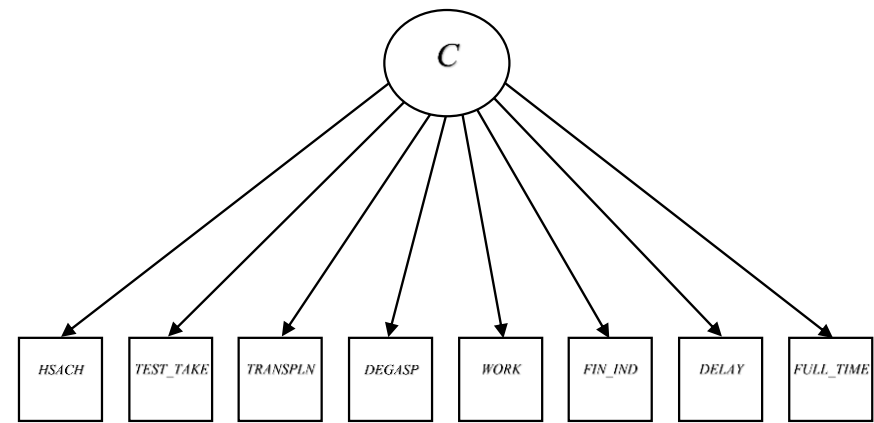 C
HSACH
TEST_TAKE
TRANSPLN
DEGASP
WORK
FIN_IND
DELAY
FULL_TIME